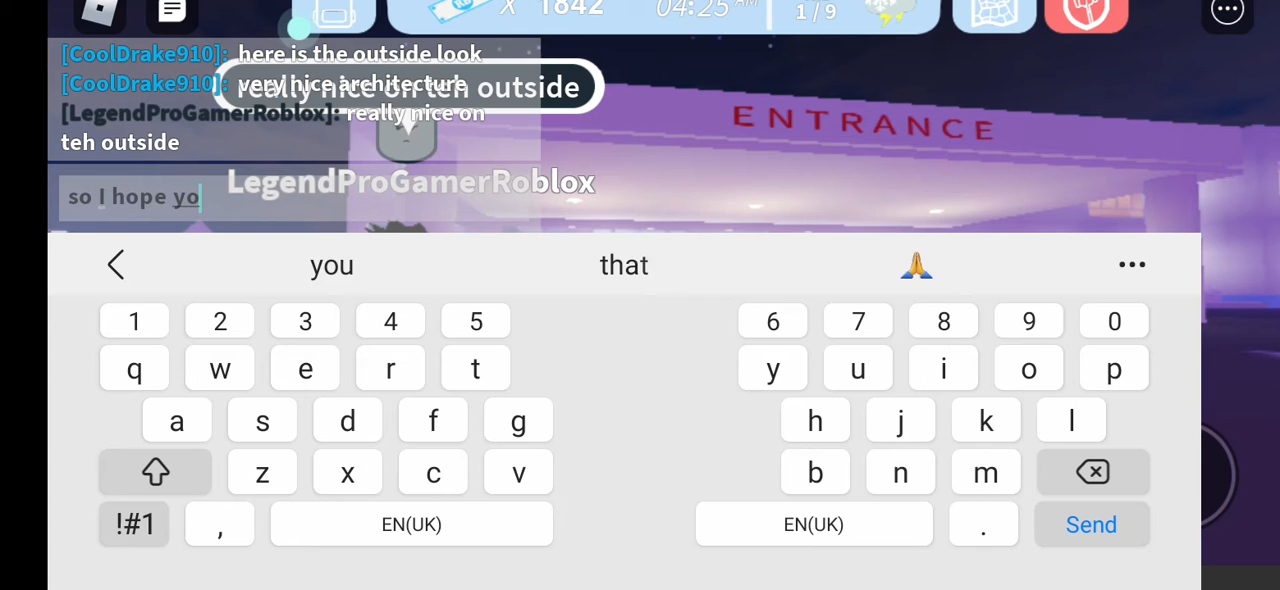 X 1842
04:25 AM
1 / 9
[CoolDrake910]: here is the outside look
[CoolDrake910]: very nice architecture
[LegendProGamerRoblox]: really nice on
teh outside
really nice on teh outside
LegendProGamerRoblox
ENTRANCE
so I hope yo
you that 🙏
1 2 3 4 5 6 7 8 9 0
q w e r t y u i o p
a s d f g h j k l
z x c v b n m
!#1 , EN(UK) EN(UK) . Send